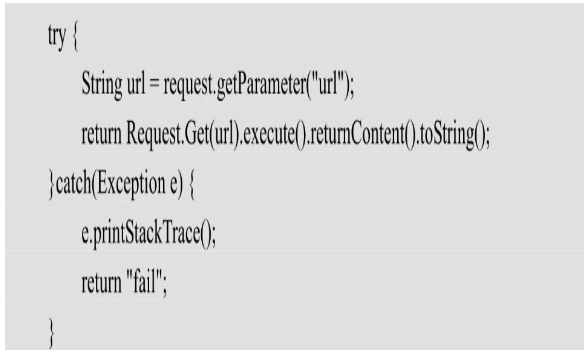 try {
String url = request.getParameter("url");
return Request.Get(url).execute().returnContent().toString();
}catch(Exception e) {
e.printStackTrace();
return "fail";
}